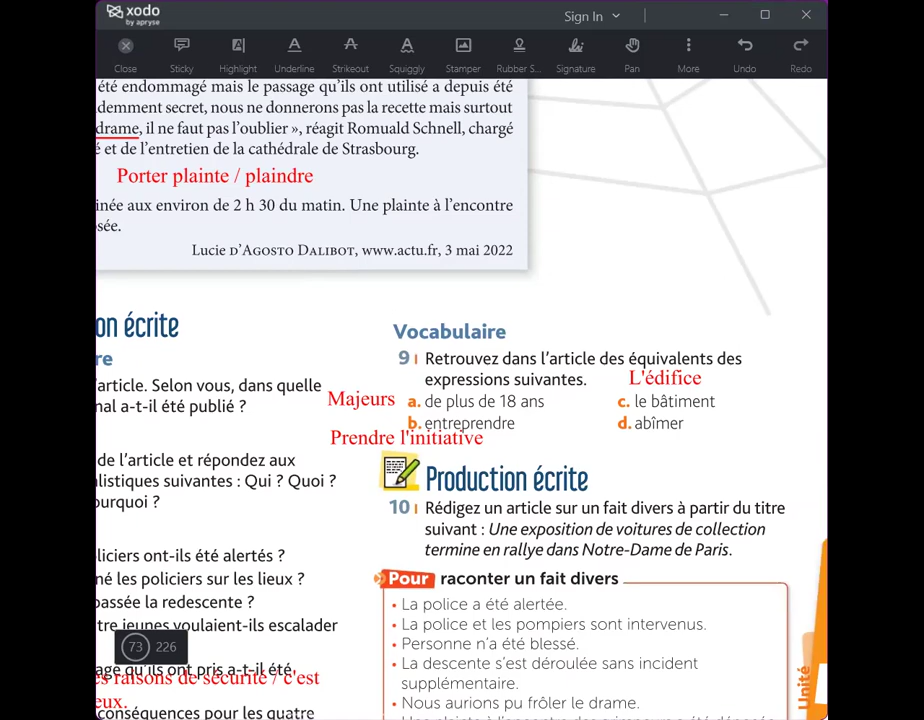 xodo
by apryse
Sign In
Close
Sticky
Highlight
Underline
Strikeout
Squiggly
Stamper
Rubber S...
Signature
Pan
More
Undo
Redo
été endommagé mais le passage qu'ils ont utilisé a depuis été
demment secret, nous ne donnerons pas la recette mais surtout
drame, il ne faut pas l'oublier », réagit Romuald Schnell, chargé
é et de l'entretien de la cathédrale de Strasbourg.
Porter plainte / plaindre
inée aux environ de 2 h 30 du matin. Une plainte à l'encontre
sée.
Lucie d'Agosto Dalibot, www.actu.fr, 3 mai 2022
on écrite
re
'article. Selon vous, dans quelle
nal a-t-il été publié ?
de l'article et répondez aux
listiques suivantes : Qui ? Quoi ?
ourquoi ?
liciers ont-ils été alertés ?
né les policiers sur les lieux ?
passée la redescente ?
tre jeunes voulaient-ils escalader
73 226
age qu'ils ont pris a-t-il été
s raisons de sécurité / c'est
eux.
conséquences pour les quatre
Vocabulaire
9 Retrouvez dans l'article des équivalents des
expressions suivantes.
L'édifice
Majeurs
a. de plus de 18 ans
c. le bâtiment
b. entreprendre
d. abîmer
Prendre l'initiative
Production écrite
10 Rédigez un article sur un fait divers à partir du titre
suivant : Une exposition de voitures de collection
termine en rallye dans Notre-Dame de Paris.
Pour raconter un fait divers
• La police a été alertée.
• La police et les pompiers sont intervenus.
• Personne n'a été blessé.
• La descente s'est déroulée sans incident
supplémentaire.
• Nous aurions pu frôler le drame.
Unité